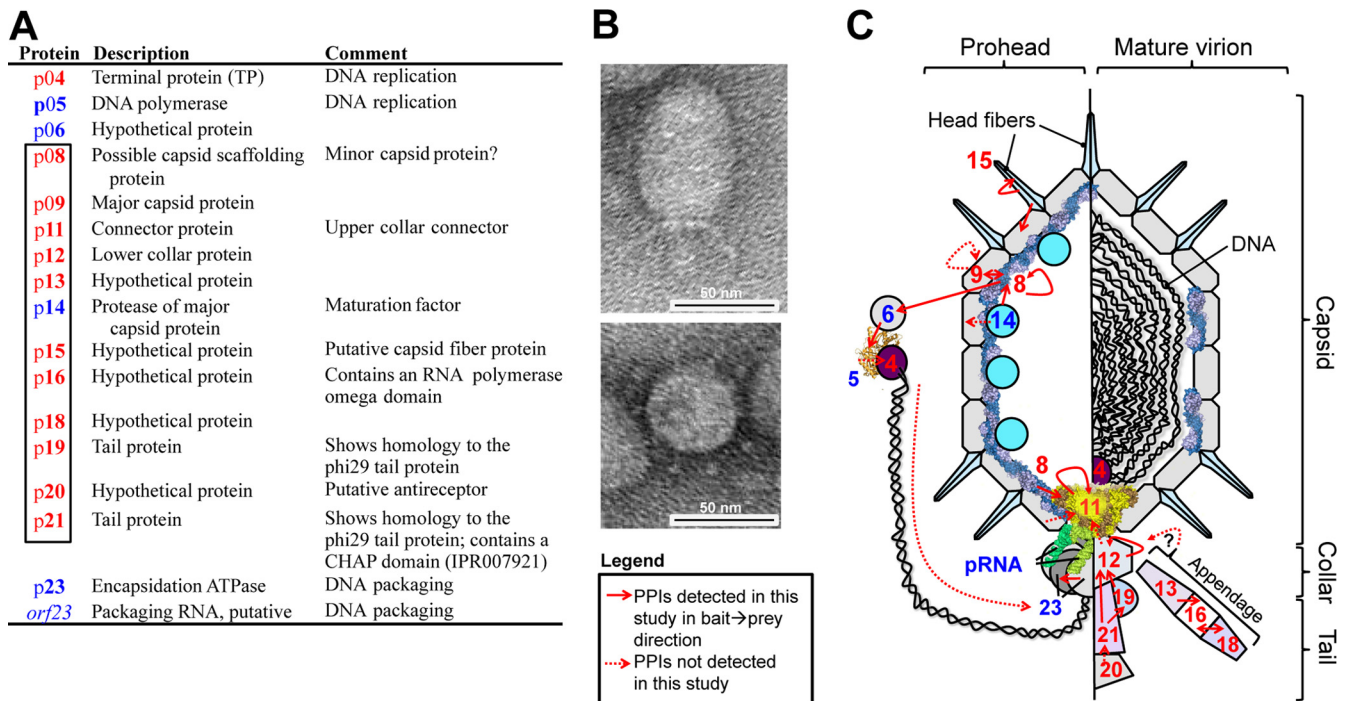 A
Protein Description Comment
p04 Terminal protein (TP) DNA replication
p05 DNA polymerase DNA replication
p06 Hypothetical protein
p08 Possible capsid scaffolding Minor capsid protein?
protein
p09 Major capsid protein
p11 Connector protein Upper collar connector
p12 Lower collar protein
p13 Hypothetical protein
p14 Protease of major Maturation factor
capsid protein
p15 Hypothetical protein Putative capsid fiber protein
p16 Hypothetical protein Contains an RNA polymerase
omega domain
p18 Hypothetical protein
p19 Tail protein Shows homology to the
phi29 tail protein
p20 Hypothetical protein Putative antireceptor
p21 Tail protein Shows homology to the
phi29 tail protein; contains a
CHAP domain (IPR007921)
p23 Encapsidation ATPase DNA packaging
orf23 Packaging RNA, putative DNA packaging
B
50 nm
50 nm
Legend
PPIs detected in this
study in bait→prey
direction
PPIs not detected
in this study
C
Prohead Mature virion
Head fibers
15
DNA
9
8
6
14
4
5
8
4
11
pRNA
12
?
23
19
13
16
18
21
20
Appendage
Capsid
Collar
Tail